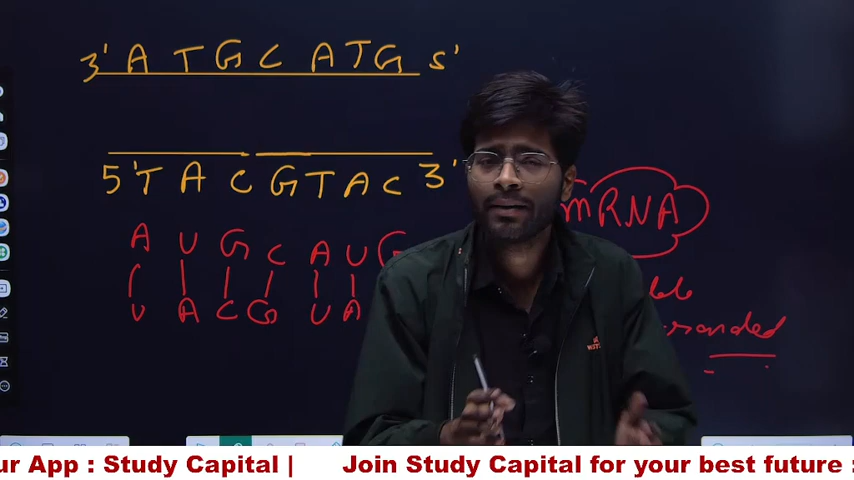 3' A T G C A T G 5'
5' T A C G T A C 3'
mRNA
A U G C A U G
U A C G U A
ur App : Study Capital | Join Study Capital for your best future :